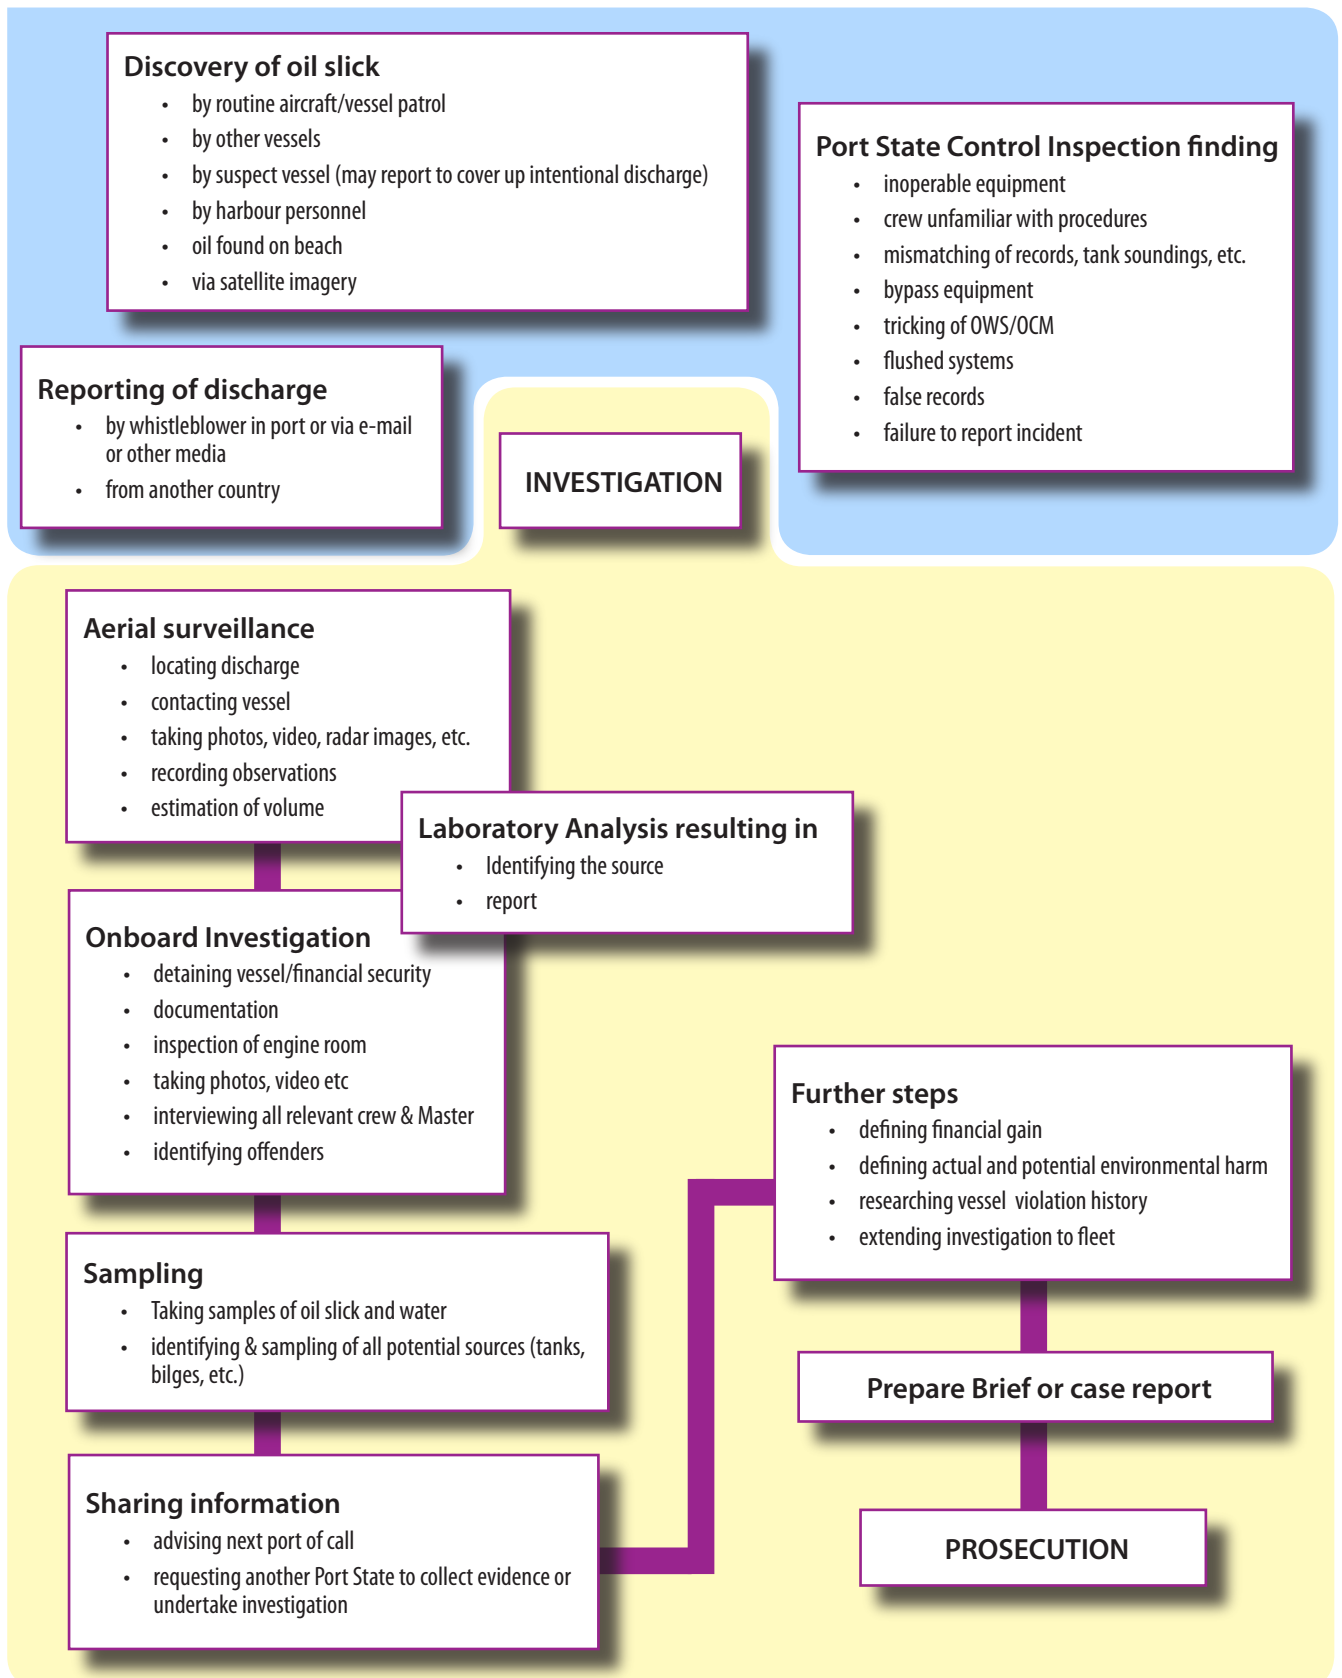 Discovery of oil slick
• by routine aircraft/vessel patrol
• by other vessels
• by suspect vessel (may report to cover up intentional discharge)
• by harbour personnel
• oil found on beach
• via satellite imagery
Port State Control Inspection finding
• inoperable equipment
• crew unfamiliar with procedures
• mismatching of records, tank soundings, etc.
• bypass equipment
• tricking of OWS/OCM
• flushed systems
• false records
• failure to report incident
Reporting of discharge
• by whistleblower in port or via e-mail
or other media
• from another country
INVESTIGATION
Aerial surveillance
• locating discharge
• contacting vessel
• taking photos, video, radar images, etc.
• recording observations
• estimation of volume
Laboratory Analysis resulting in
• Identifying the source
• report
Onboard Investigation
• detaining vessel/financial security
• documentation
• inspection of engine room
• taking photos, video etc
• interviewing all relevant crew & Master
• identifying offenders
Sampling
• Taking samples of oil slick and water
• identifying & sampling of all potential sources (tanks,
bilges, etc.)
Sharing information
• advising next port of call
• requesting another Port State to collect evidence or
undertake investigation
Further steps
• defining financial gain
• defining actual and potential environmental harm
• researching vessel violation history
• extending investigation to fleet
Prepare Brief or case report
PROSECUTION